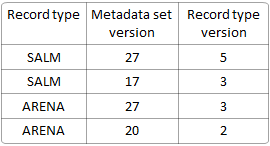 Record type Metadata set version Record type version
SALM 27 5
SALM 17 3
ARENA 27 3
ARENA 20 2